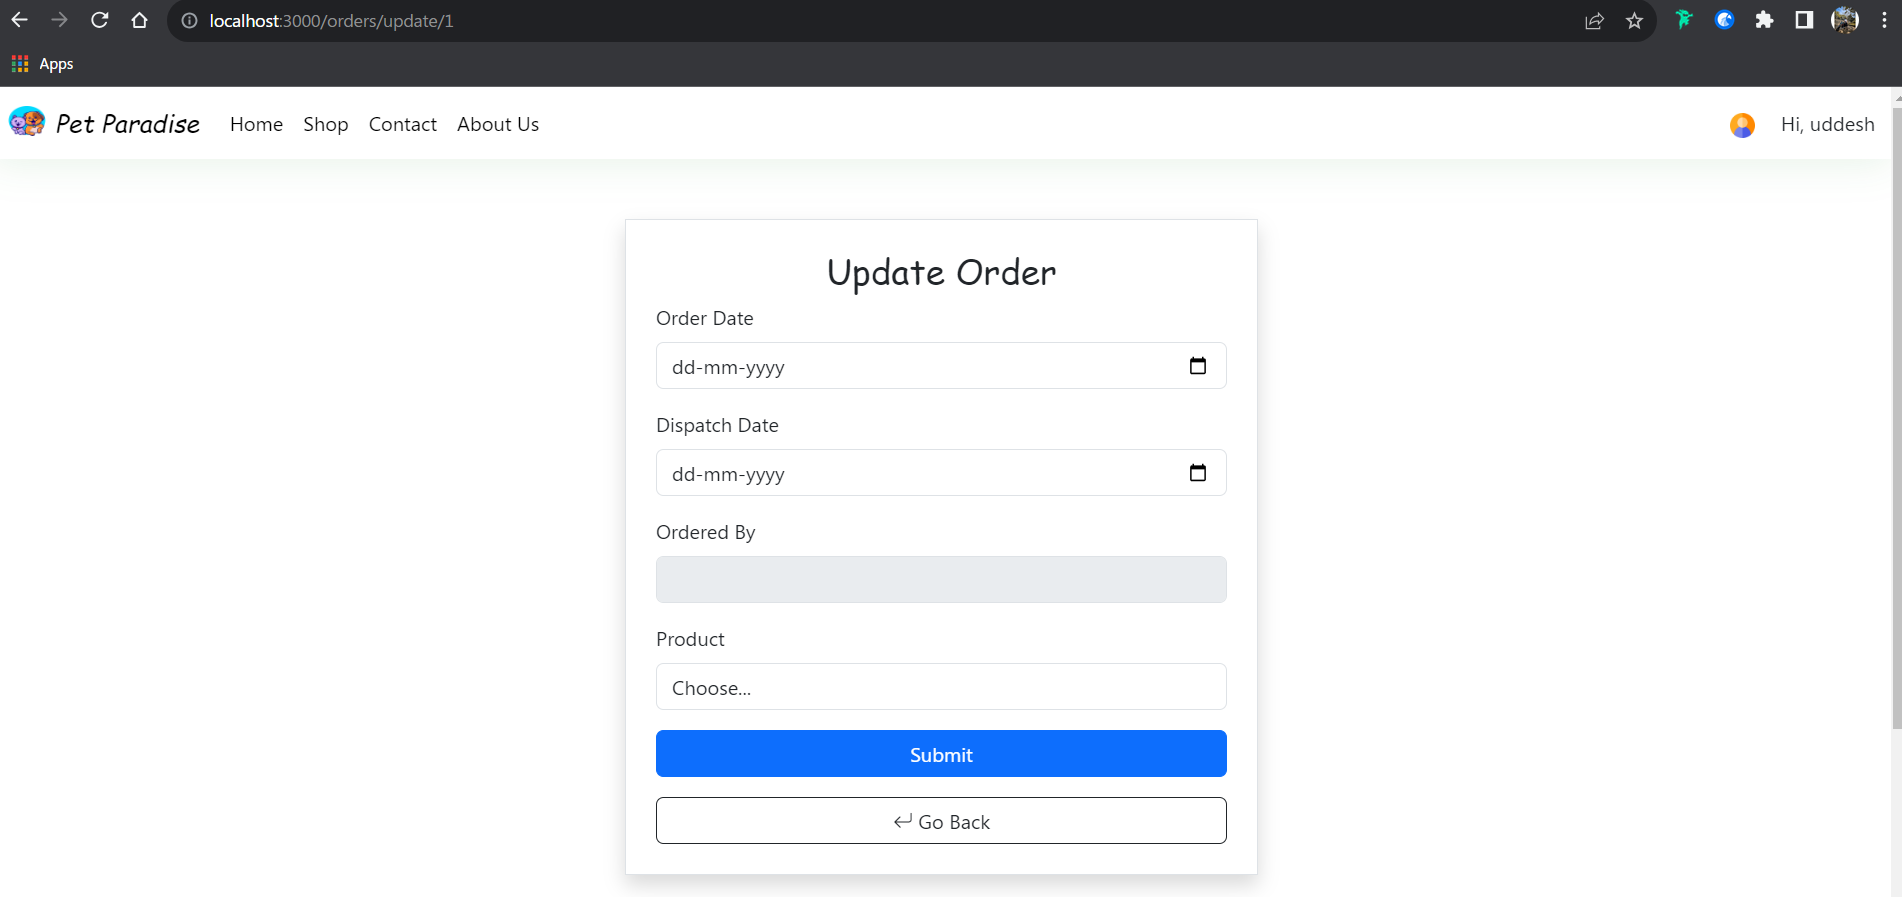 localhost:3000/orders/update/1
Apps
Pet Paradise Home Shop Contact About Us Hi, uddesh
Update Order
Order Date
dd-mm-yyyy
Dispatch Date
dd-mm-yyyy
Ordered By
Product
Choose...
Submit
Go Back